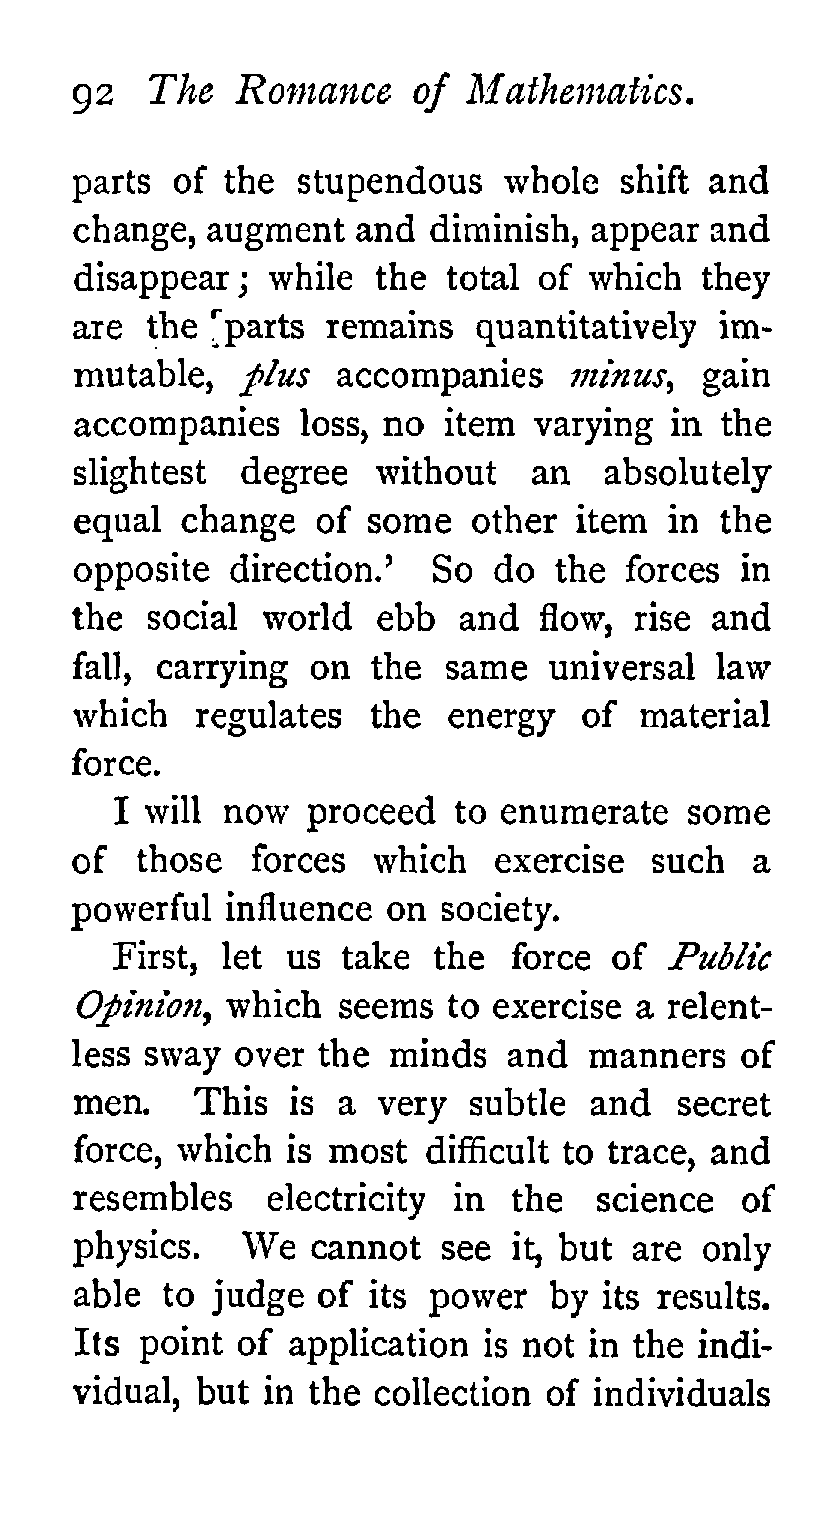 92 The Romance of Mathematics.
parts of the stupendous whole shift and
change, augment and diminish, appear and
disappear; while the total of which they
are the parts remains quantitatively im-
mutable, plus accompanies minus, gain
accompanies loss, no item varying in the
slightest degree without an absolutely
equal change of some other item in the
opposite direction.’ So do the forces in
the social world ebb and flow, rise and
fall, carrying on the same universal law
which regulates the energy of material
force.
I will now proceed to enumerate some
of those forces which exercise such a
powerful influence on society.
First, let us take the force of Public
Opinion, which seems to exercise a relent-
less sway over the minds and manners of
men. This is a very subtle and secret
force, which is most difficult to trace, and
resembles electricity in the science of
physics. We cannot see it, but are only
able to judge of its power by its results.
Its point of application is not in the indi-
vidual, but in the collection of individuals